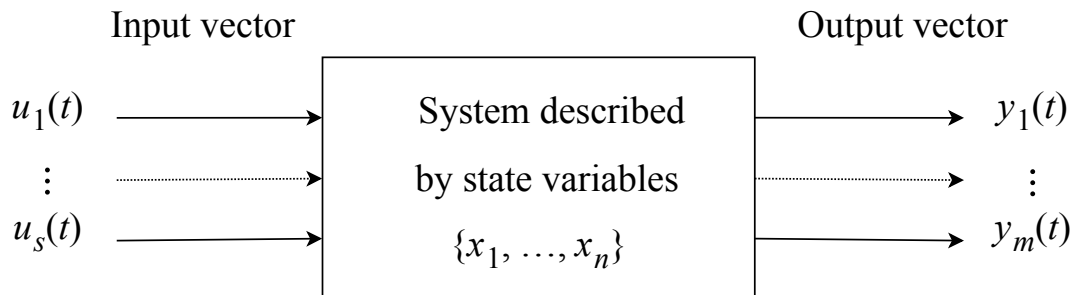 Input vector
Output vector
u₁(t)
System described
y₁(t)
⋮
by state variables
⋮
uₛ(t)
{x₁, …, xₙ}
yₘ(t)